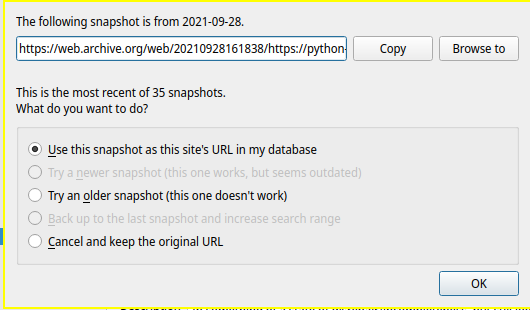 The following snapshot is from 2021-09-28.
https://web.archive.org/web/20210928161838/https://python-
Copy
Browse to
This is the most recent of 35 snapshots.
What do you want to do?
Use this snapshot as this site's URL in my database
Try a newer snapshot (this one works, but seems outdated)
Try an older snapshot (this one doesn't work)
Back up to the last snapshot and increase search range
Cancel and keep the original URL
OK